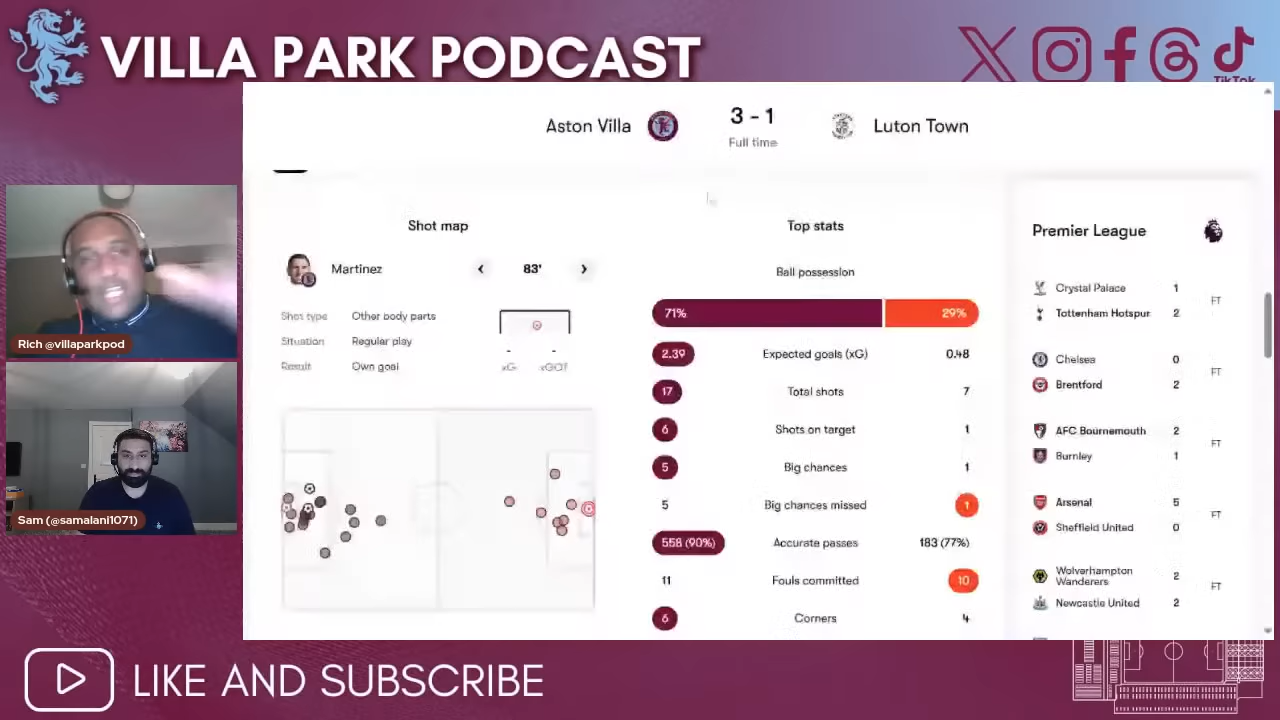 VILLA PARK PODCAST
TikTok
Aston Villa
3 - 1
Full time
Luton Town
Rich @villaparkpod
Sam (@samalani1071)
Shot map
Martinez
83'
Shot type Other body parts
Situation Regular play
Result Own goal
- -
xG xGOT
Top stats
Ball possession
71% 29%
2.39 Expected goals (xG) 0.48
17 Total shots 7
6 Shots on target 1
5 Big chances 1
5 Big chances missed 1
558 (90%) Accurate passes 183 (77%)
11 Fouls committed 10
6 Corners 4
Premier League
Crystal Palace 1
FT
Tottenham Hotspur 2
Chelsea 0
FT
Brentford 2
AFC Bournemouth 2
FT
Burnley 1
Arsenal 5
FT
Sheffield United 0
Wolverhampton Wanderers 2
FT
Newcastle United 2
LIKE AND SUBSCRIBE